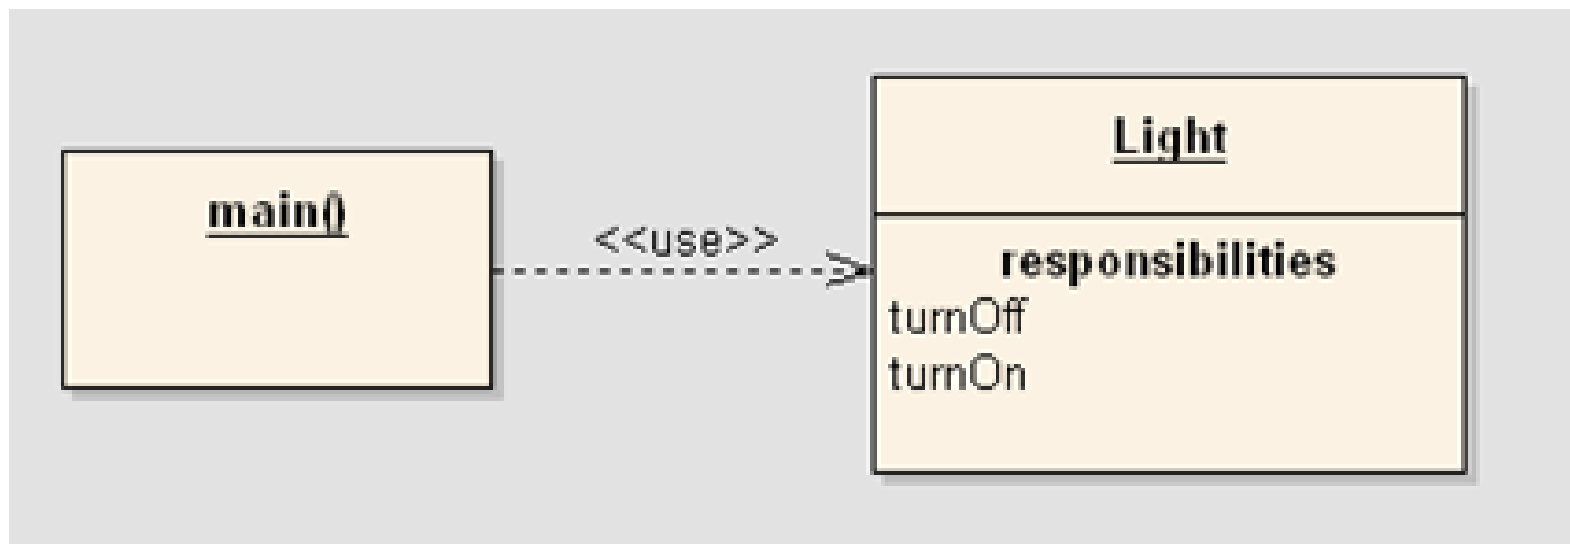 main()
<<use>>
Light
responsibilities
turnOff
turnOn